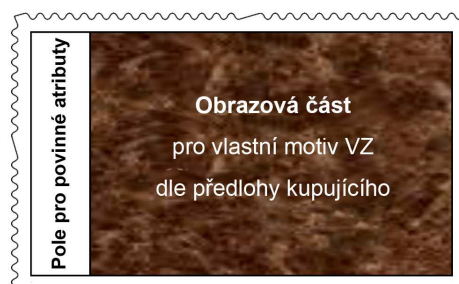 Pole pro povinné atributy
Obrazová část
pro vlastní motiv VZ
dle předlohy kupujícího